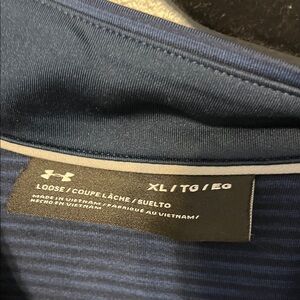 XL / TG / EG
LOOSE / COUPE LÂCHE / SUELTO
MADE IN VIETNAM / FABRIQUÉ AU VIETNAM /
HECHO EN VIETNAM